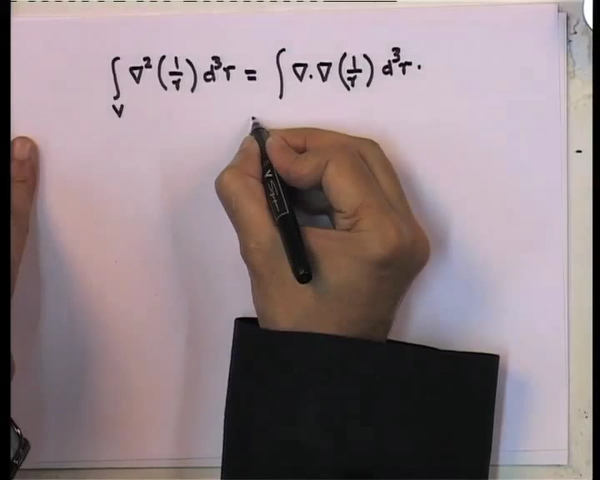 ∫_V ∇² (1/r) d³r = ∫ ∇·∇ (1/r) d³r.